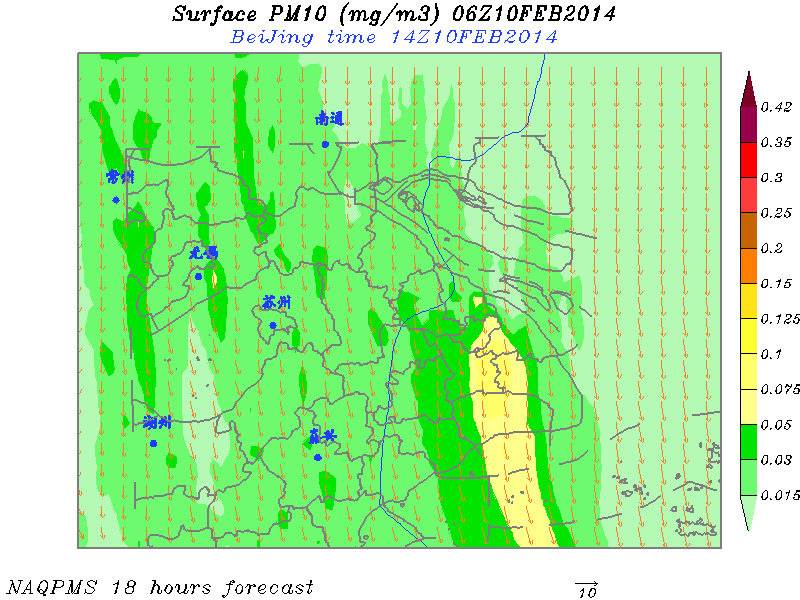 Surface PM10 (mg/m3) 06Z10FEB2014
BeiJing time 14Z10FEB2014
南通
常州
无锡
苏州
湖州
嘉兴
0.42
0.35
0.3
0.25
0.2
0.15
0.125
0.1
0.075
0.05
0.03
0.015
NAQPMS 18 hours forecast
10